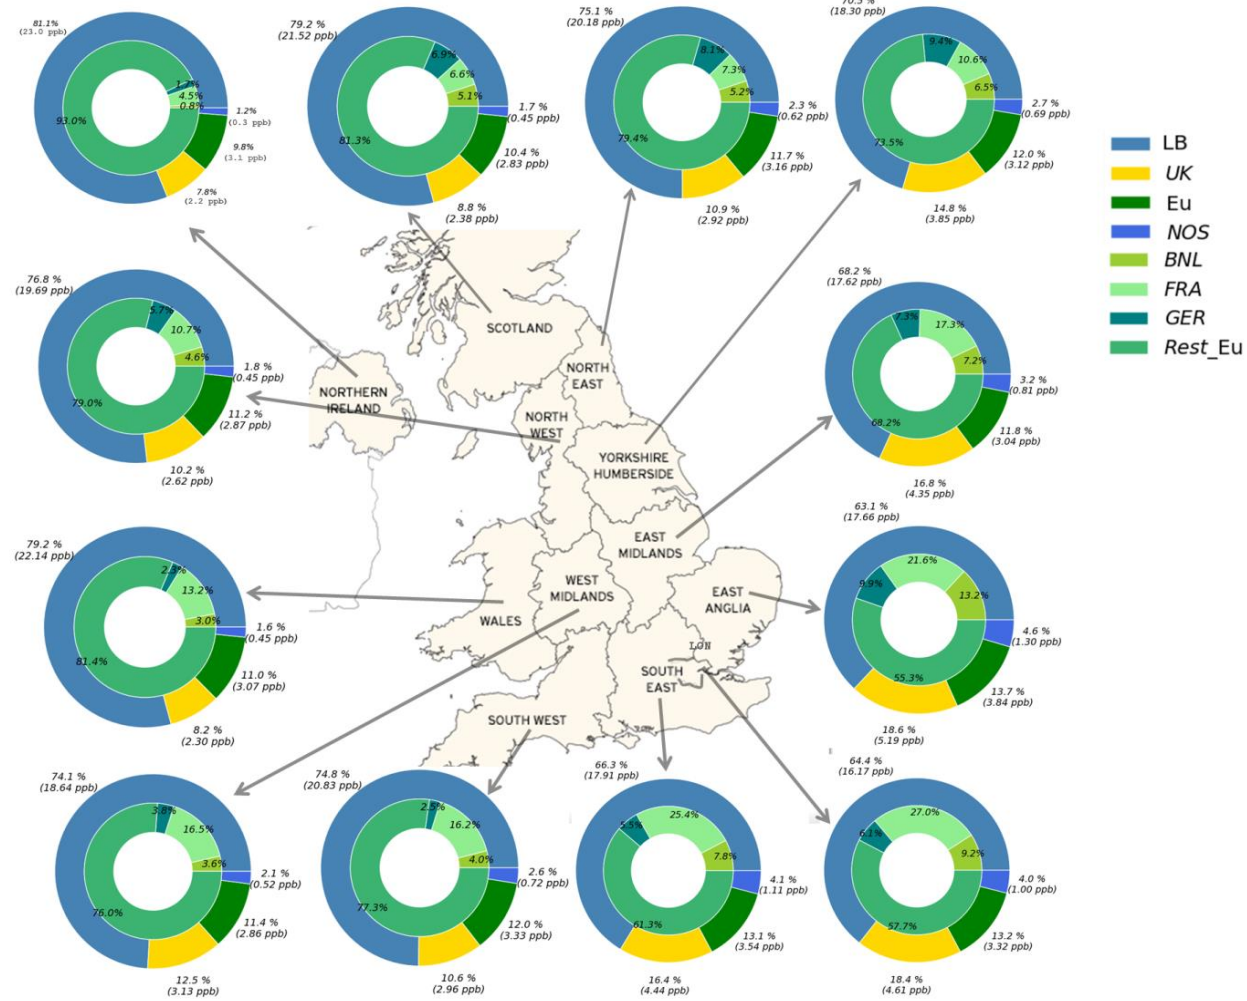 81.1%
(23.0 ppb)
1.7%
4.5%
0.8%
93.0%
1.2%
(0.3 ppb)
9.8%
(3.1 ppb)
7.8%
(2.2 ppb)
79.2 %
(21.52 ppb)
6.9%
6.6%
5.1%
81.3%
1.7 %
(0.45 ppb)
10.4 %
(2.83 ppb)
8.8 %
(2.38 ppb)
75.1 %
(20.18 ppb)
8.1%
7.3%
5.2%
79.4%
2.3 %
(0.62 ppb)
11.7 %
(3.16 ppb)
10.9 %
(2.92 ppb)
(18.30 ppb)
9.4%
10.6%
6.5%
73.5%
2.7 %
(0.69 ppb)
12.0 %
(3.12 ppb)
14.8 %
(3.85 ppb)
LB
UK
Eu
NOS
BNL
FRA
GER
Rest_Eu
76.8 %
(19.69 ppb)
5.7%
10.7%
4.6%
79.0%
1.8 %
(0.45 ppb)
11.2 %
(2.87 ppb)
10.2 %
(2.62 ppb)
SCOTLAND
NORTH
EAST
NORTHERN
IRELAND
NORTH
WEST
YORKSHIRE
HUMBERSIDE
EAST
MIDLANDS
WEST
MIDLANDS
EAST
ANGLIA
WALES
LON
SOUTH
EAST
SOUTH WEST
68.2 %
(17.62 ppb)
7.3%
17.3%
7.2%
68.2%
3.2 %
(0.81 ppb)
11.8 %
(3.04 ppb)
16.8 %
(4.35 ppb)
79.2 %
(22.14 ppb)
2.3%
13.2%
3.0%
81.4%
1.6 %
(0.45 ppb)
11.0 %
(3.07 ppb)
8.2 %
(2.30 ppb)
63.1 %
(17.66 ppb)
9.9%
21.6%
13.2%
55.3%
4.6 %
(1.30 ppb)
13.7 %
(3.84 ppb)
18.6 %
(5.19 ppb)
74.1 %
(18.64 ppb)
3.8%
16.5%
3.6%
76.0%
2.1 %
(0.52 ppb)
11.4 %
(2.86 ppb)
12.5 %
(3.13 ppb)
74.8 %
(20.83 ppb)
2.5%
16.2%
4.0%
77.3%
2.6 %
(0.72 ppb)
12.0 %
(3.33 ppb)
10.6 %
(2.96 ppb)
66.3 %
(17.91 ppb)
5.5%
25.4%
7.8%
61.3%
4.1 %
(1.11 ppb)
13.1 %
(3.54 ppb)
16.4 %
(4.44 ppb)
64.4 %
(16.17 ppb)
6.1%
27.0%
9.2%
57.7%
4.0 %
(1.00 ppb)
13.2 %
(3.32 ppb)
18.4 %
(4.61 ppb)